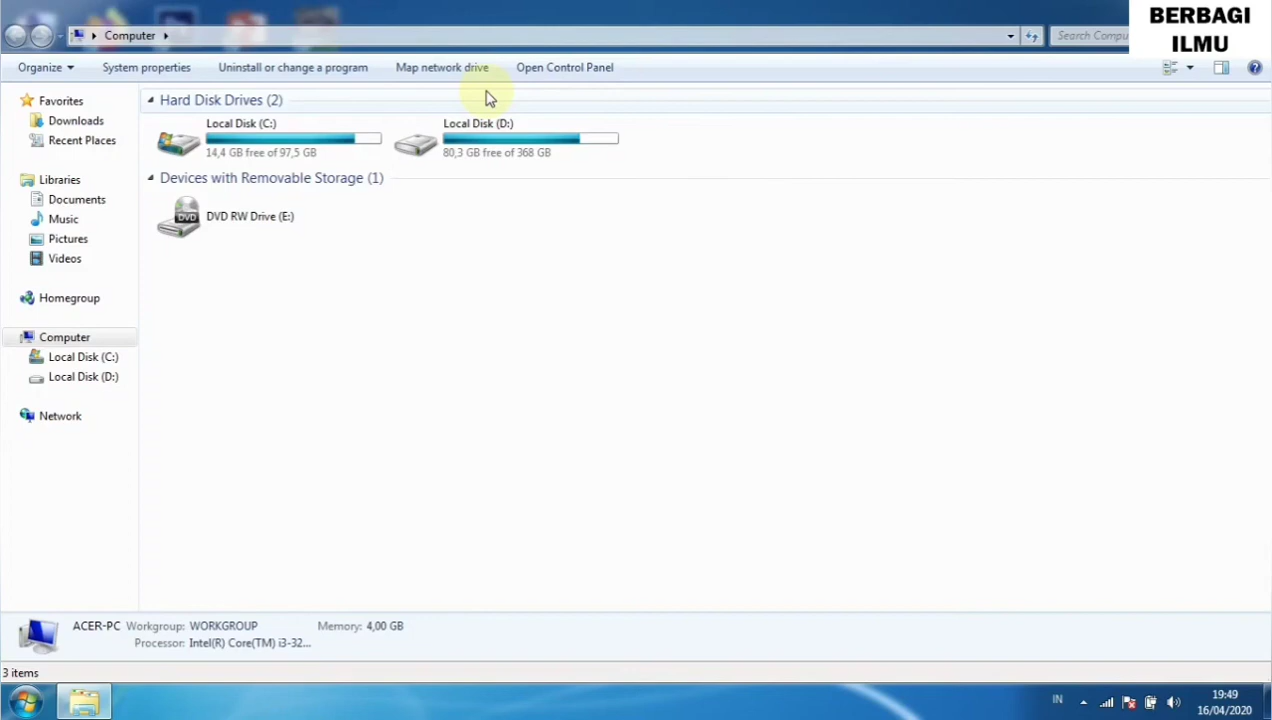 BERBAGI
ILMU
Computer
Search Compu
Organize
System properties
Uninstall or change a program
Map network drive
Open Control Panel
Favorites
Downloads
Recent Places
Libraries
Documents
Music
Pictures
Videos
Homegroup
Computer
Local Disk (C:)
Local Disk (D:)
Network
Hard Disk Drives (2)
Local Disk (C:)
14,4 GB free of 97,5 GB
Local Disk (D:)
80,3 GB free of 368 GB
Devices with Removable Storage (1)
DVD
DVD RW Drive (E:)
ACER-PC Workgroup: WORKGROUP Memory: 4,00 GB
Processor: Intel(R) Core(TM) i3-32...
3 items
IN
19:49
16/04/2020